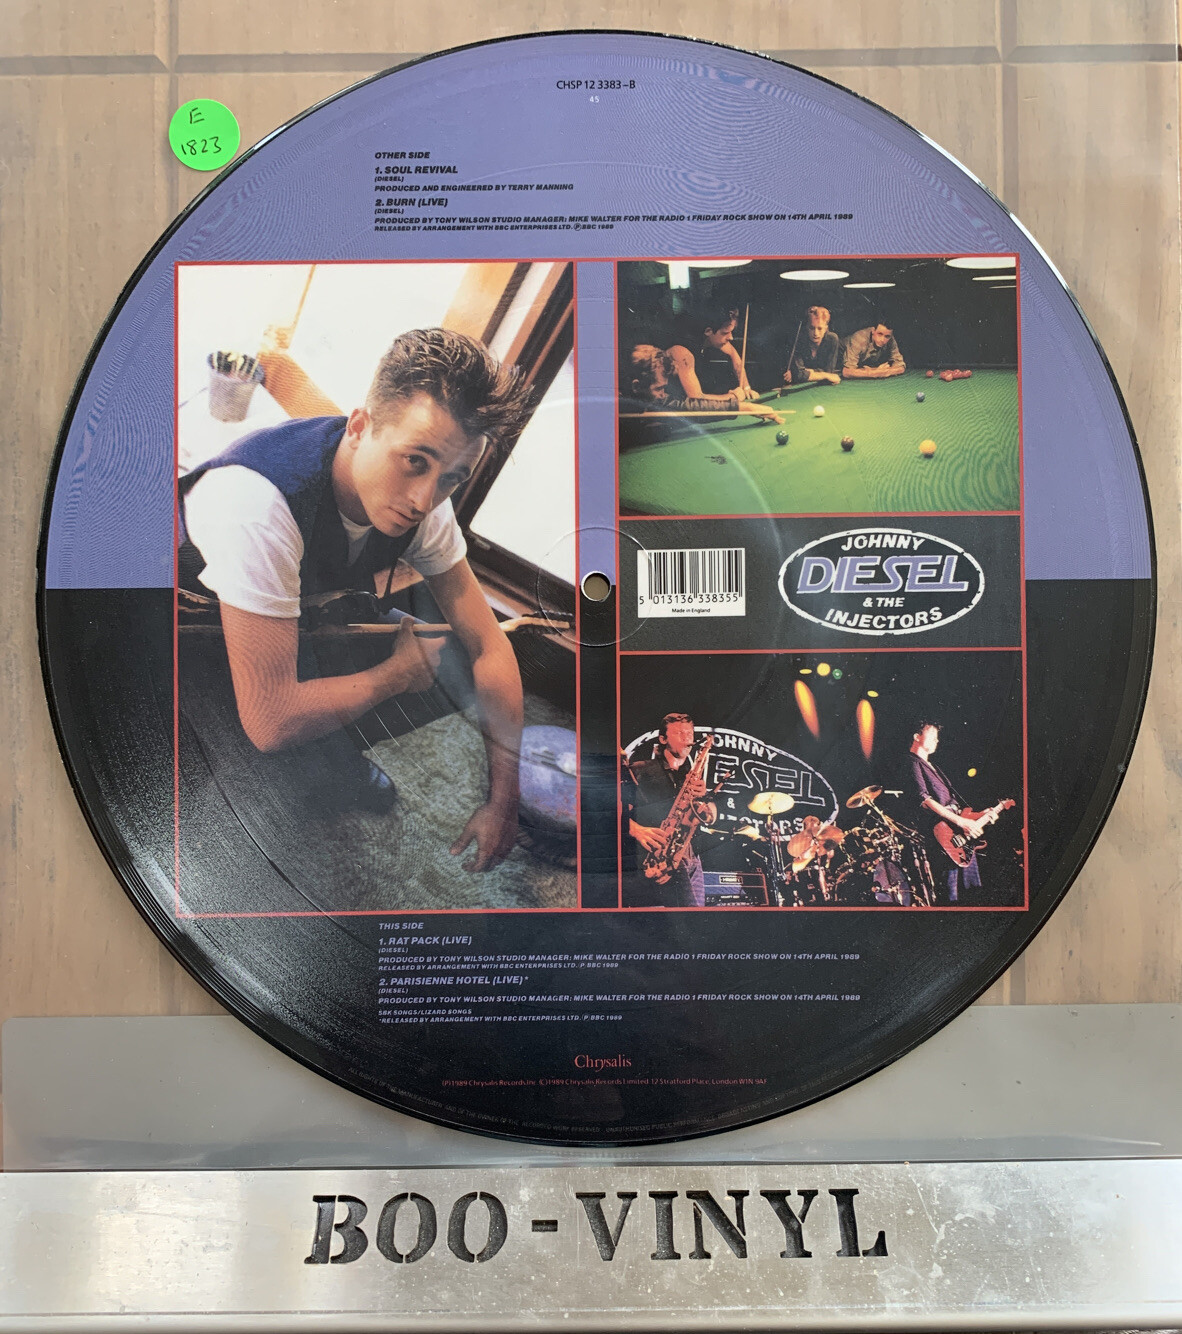 CHSP 12 3383-B
45
E
1823
OTHER SIDE
1. SOUL REVIVAL
(DIESEL)
PRODUCED AND ENGINEERED BY TERRY MANNING
2. BURN (LIVE)
(DIESEL)
PRODUCED BY TONY WILSON STUDIO MANAGER: MIKE WALTER FOR THE RADIO 1 FRIDAY ROCK SHOW ON 14TH APRIL 1989
RELEASED BY ARRANGEMENT WITH BBC ENTERPRISES LTD. ℗ BBC 1989
JOHNNY
DIESEL
& THE
INJECTORS
5 013136 338355
Made in England
JOHNNY
DIESEL
&
INJECTORS
THIS SIDE
1. RAT PACK (LIVE)
(DIESEL)
PRODUCED BY TONY WILSON STUDIO MANAGER: MIKE WALTER FOR THE RADIO 1 FRIDAY ROCK SHOW ON 14TH APRIL 1989
RELEASED BY ARRANGEMENT WITH BBC ENTERPRISES LTD. ℗ BBC 1989
2. PARISIENNE HOTEL (LIVE)*
(DIESEL)
PRODUCED BY TONY WILSON STUDIO MANAGER: MIKE WALTER FOR THE RADIO 1 FRIDAY ROCK SHOW ON 14TH APRIL 1989
SBK SONGS/LIZARD SONGS
*RELEASED BY ARRANGEMENT WITH BBC ENTERPRISES LTD. ℗ BBC 1989
Chrysalis
(P)1989 Chrysalis Records Inc (C)1989 Chrysalis Records Limited 12 Stratford Place, London W1N 9AF
BOO-VINYL